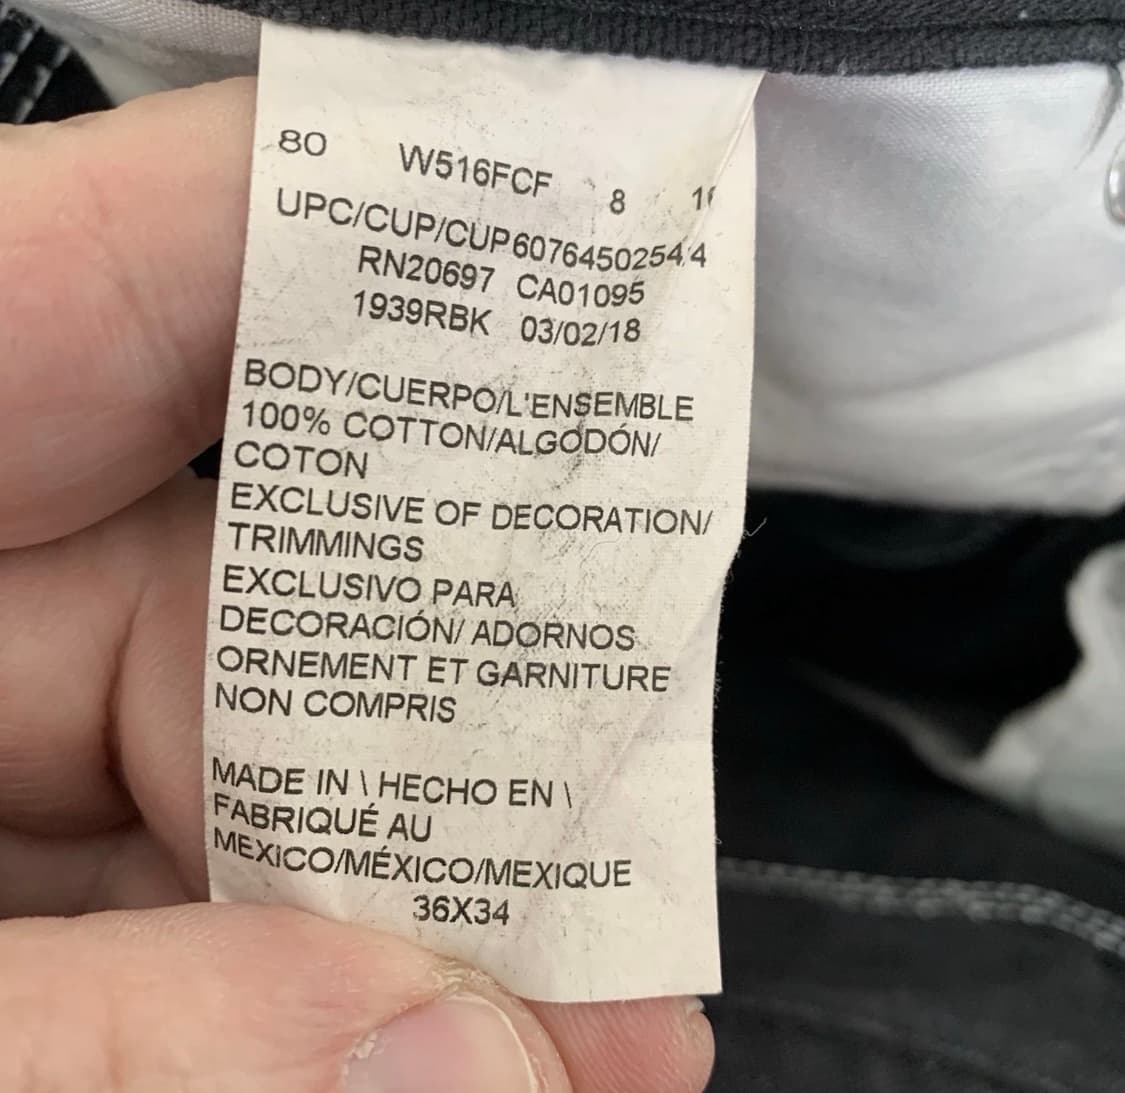 80 W516FCF 8
UPC/CUP/CUP60764502544
RN20697 CA01095
1939RBK 03/02/18
BODY/CUERPO/L'ENSEMBLE
100% COTTON/ALGODÓN/
COTON
EXCLUSIVE OF DECORATION/
TRIMMINGS
EXCLUSIVO PARA
DECORACIÓN/ ADORNOS
ORNEMENT ET GARNITURE
NON COMPRIS
MADE IN \ HECHO EN \
FABRIQUÉ AU
MEXICO/MÉXICO/MEXIQUE
36X34